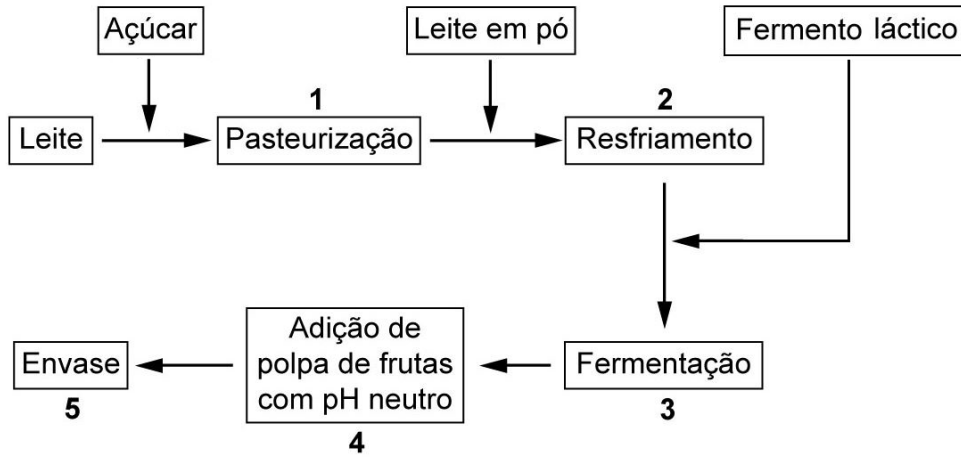 Açúcar
Leite em pó
Fermento láctico
1
2
Leite
Pasteurização
Resfriamento
Envase
Adição de
polpa de frutas
com pH neutro
Fermentação
5
4
3